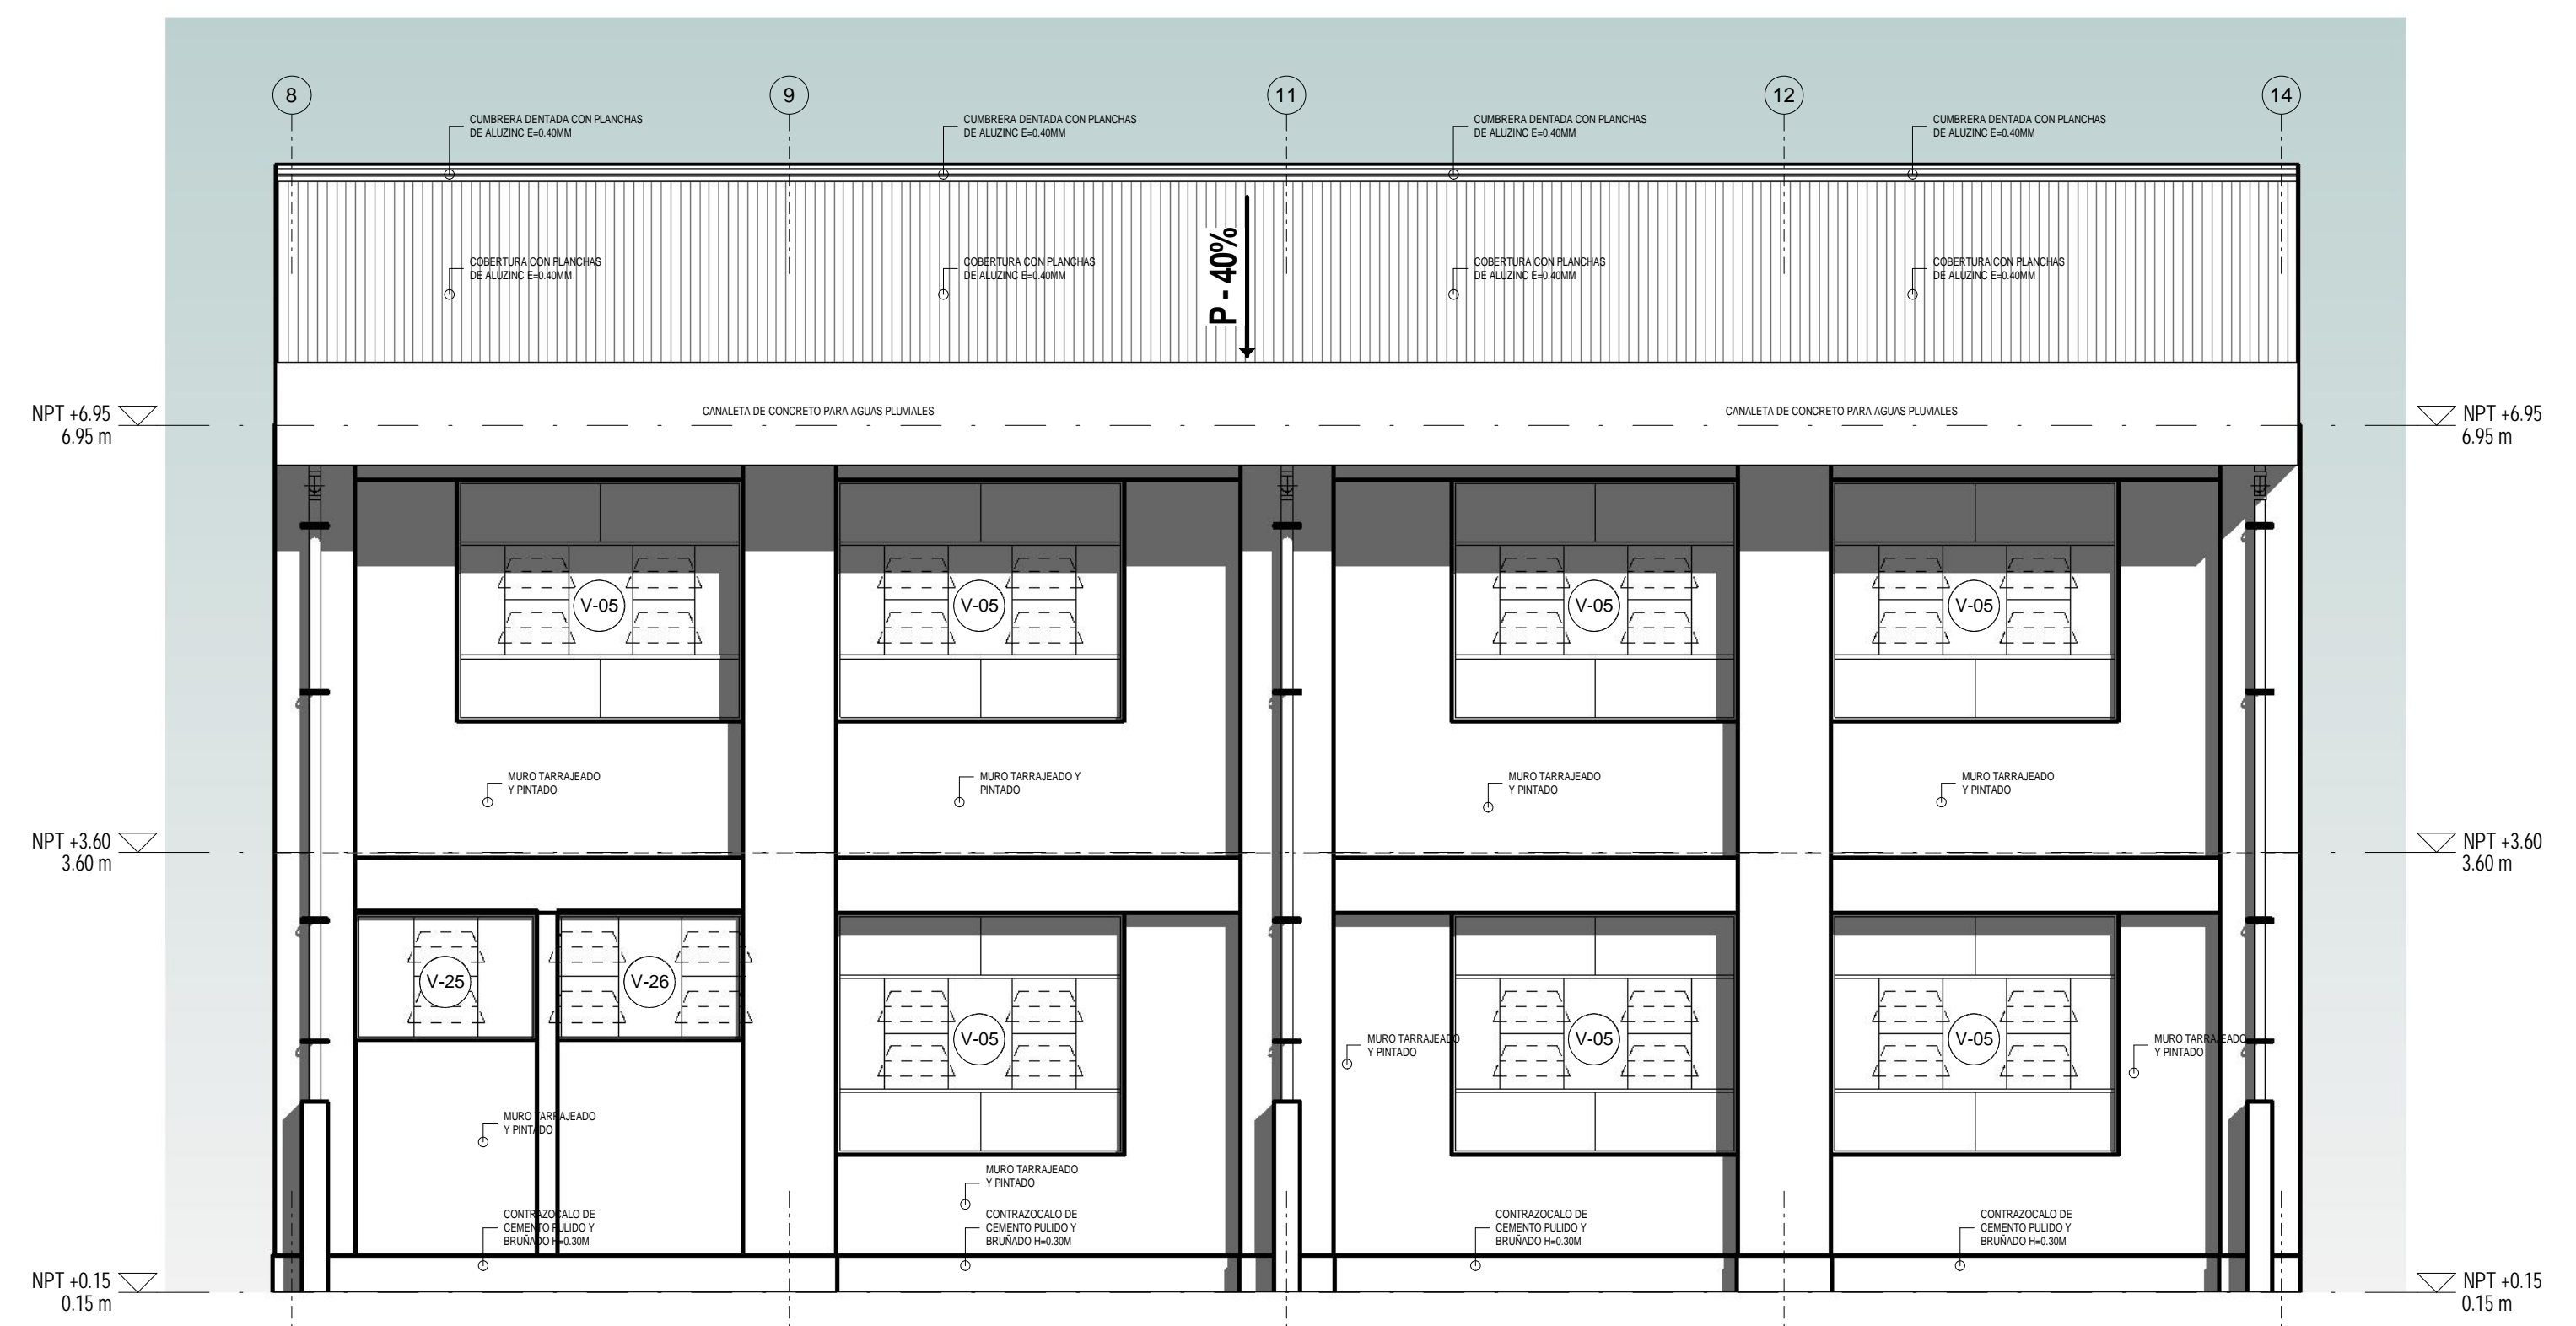 8
9
11
12
14
CUMBRERA DENTADA CON PLANCHAS
DE ALUZINC E=0.40MM
CUMBRERA DENTADA CON PLANCHAS
DE ALUZINC E=0.40MM
CUMBRERA DENTADA CON PLANCHAS
DE ALUZINC E=0.40MM
CUMBRERA DENTADA CON PLANCHAS
DE ALUZINC E=0.40MM
P - 40%
COBERTURA CON PLANCHAS
DE ALUZINC E=0.40MM
COBERTURA CON PLANCHAS
DE ALUZINC E=0.40MM
COBERTURA CON PLANCHAS
DE ALUZINC E=0.40MM
COBERTURA CON PLANCHAS
DE ALUZINC E=0.40MM
NPT +6.95
6.95 m
CANALETA DE CONCRETO PARA AGUAS PLUVIALES
CANALETA DE CONCRETO PARA AGUAS PLUVIALES
NPT +6.95
6.95 m
V-05
V-05
V-05
V-05
MURO TARRAJEADO
Y PINTADO
MURO TARRAJEADO Y
PINTADO
MURO TARRAJEADO
Y PINTADO
MURO TARRAJEADO
Y PINTADO
NPT +3.60
3.60 m
NPT +3.60
3.60 m
V-25
V-26
V-05
V-05
V-05
MURO TARRAJEADO
Y PINTADO
MURO TARRAJEADO
Y PINTADO
MURO TARRAJEADO
Y PINTADO
MURO TARRAJEADO
Y PINTADO
CONTRAZOCALO DE
CEMENTO PULIDO Y
BRUÑADO H=0.30M
CONTRAZOCALO DE
CEMENTO PULIDO Y
BRUÑADO H=0.30M
CONTRAZOCALO DE
CEMENTO PULIDO Y
BRUÑADO H=0.30M
CONTRAZOCALO DE
CEMENTO PULIDO Y
BRUÑADO H=0.30M
NPT +0.15
0.15 m
NPT +0.15
0.15 m